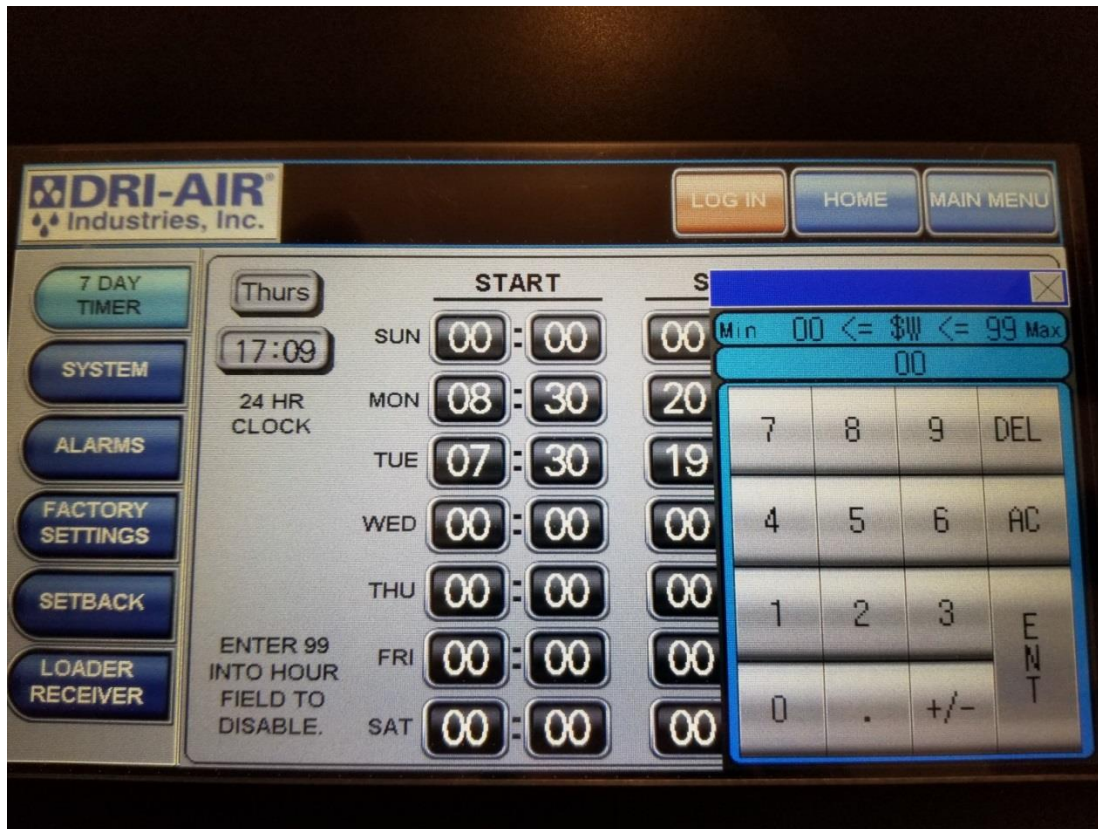 DRI-AIR®
Industries, Inc.
LOG IN
HOME
MAIN MENU
7 DAY
TIMER
SYSTEM
ALARMS
FACTORY
SETTINGS
SETBACK
LOADER
RECEIVER
Thurs
17:09
24 HR
CLOCK
ENTER 99
INTO HOUR
FIELD TO
DISABLE.
START
S
SUN 00:00 00
MON 08:30 20
TUE 07:30 19
WED 00:00 00
THU 00:00 00
FRI 00:00 00
SAT 00:00 00
Min 00 <= $W <= 99 Max
00
7 8 9 DEL
4 5 6 AC
1 2 3 ENT
0 . +/-